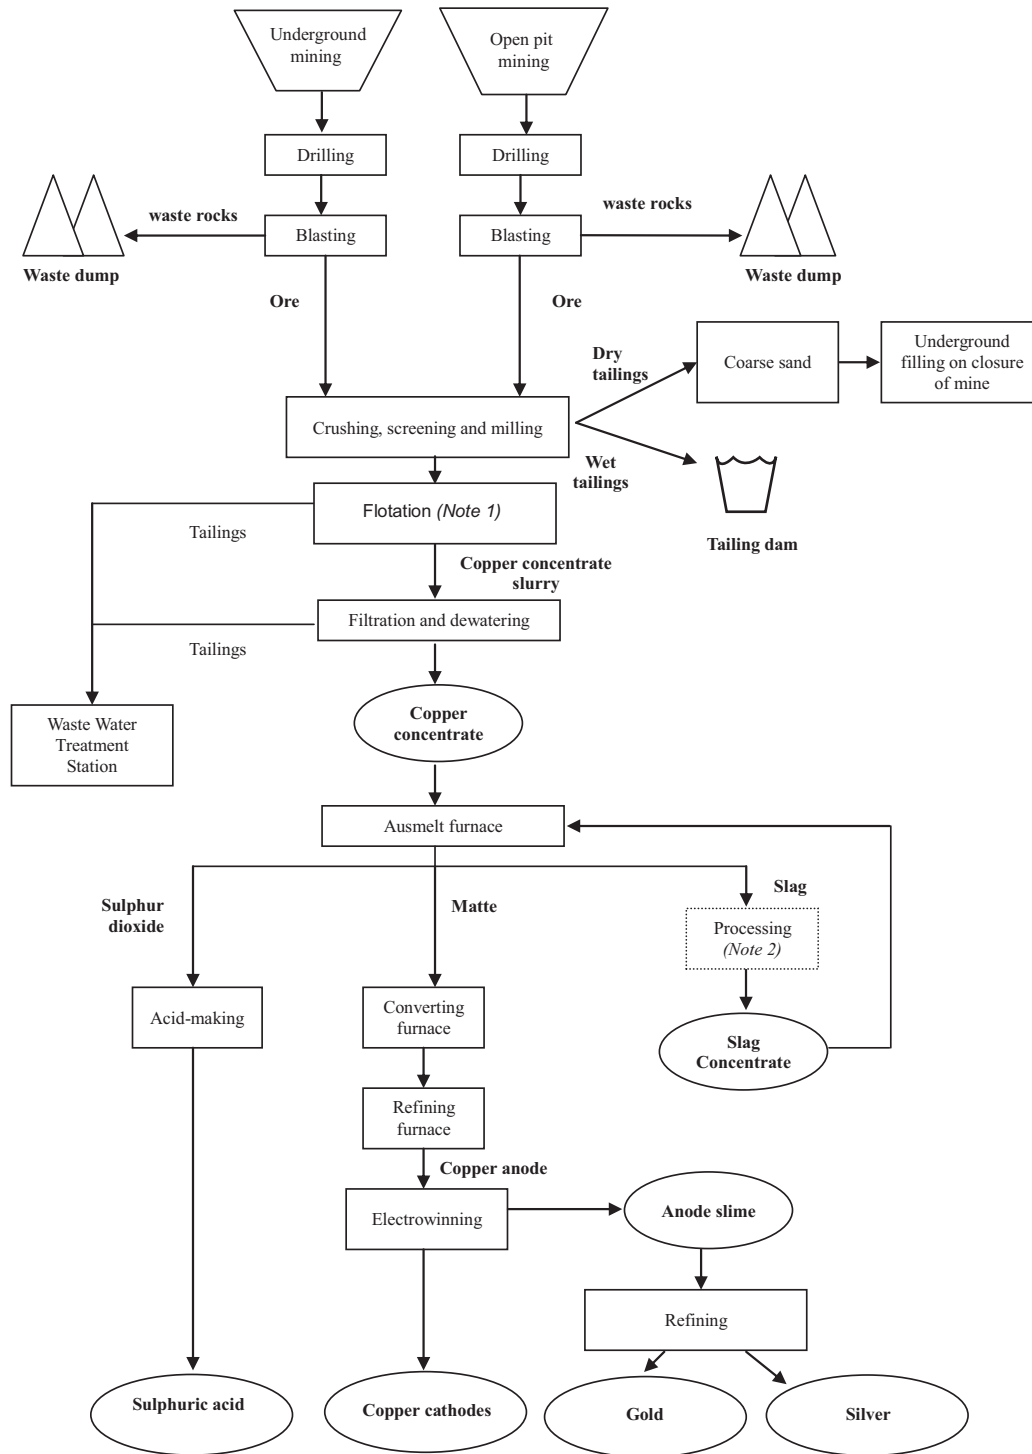 Underground
mining
Open pit
mining
Drilling
Drilling
waste rocks
Blasting
Blasting
waste rocks
Waste dump
Waste dump
Ore
Ore
Dry
tailings
Coarse sand
Underground
filling on closure
of mine
Crushing, screening and milling
Wet
tailings
Flotation (Note 1)
Tailings
Tailing dam
Copper concentrate
slurry
Filtration and dewatering
Tailings
Waste Water
Treatment
Station
Copper
concentrate
Ausmelt furnace
Sulphur
dioxide
Matte
Slag
Processing
(Note 2)
Acid-making
Converting
furnace
Slag
Concentrate
Refining
furnace
Copper anode
Electrowinning
Anode slime
Refining
Sulphuric acid
Copper cathodes
Gold
Silver